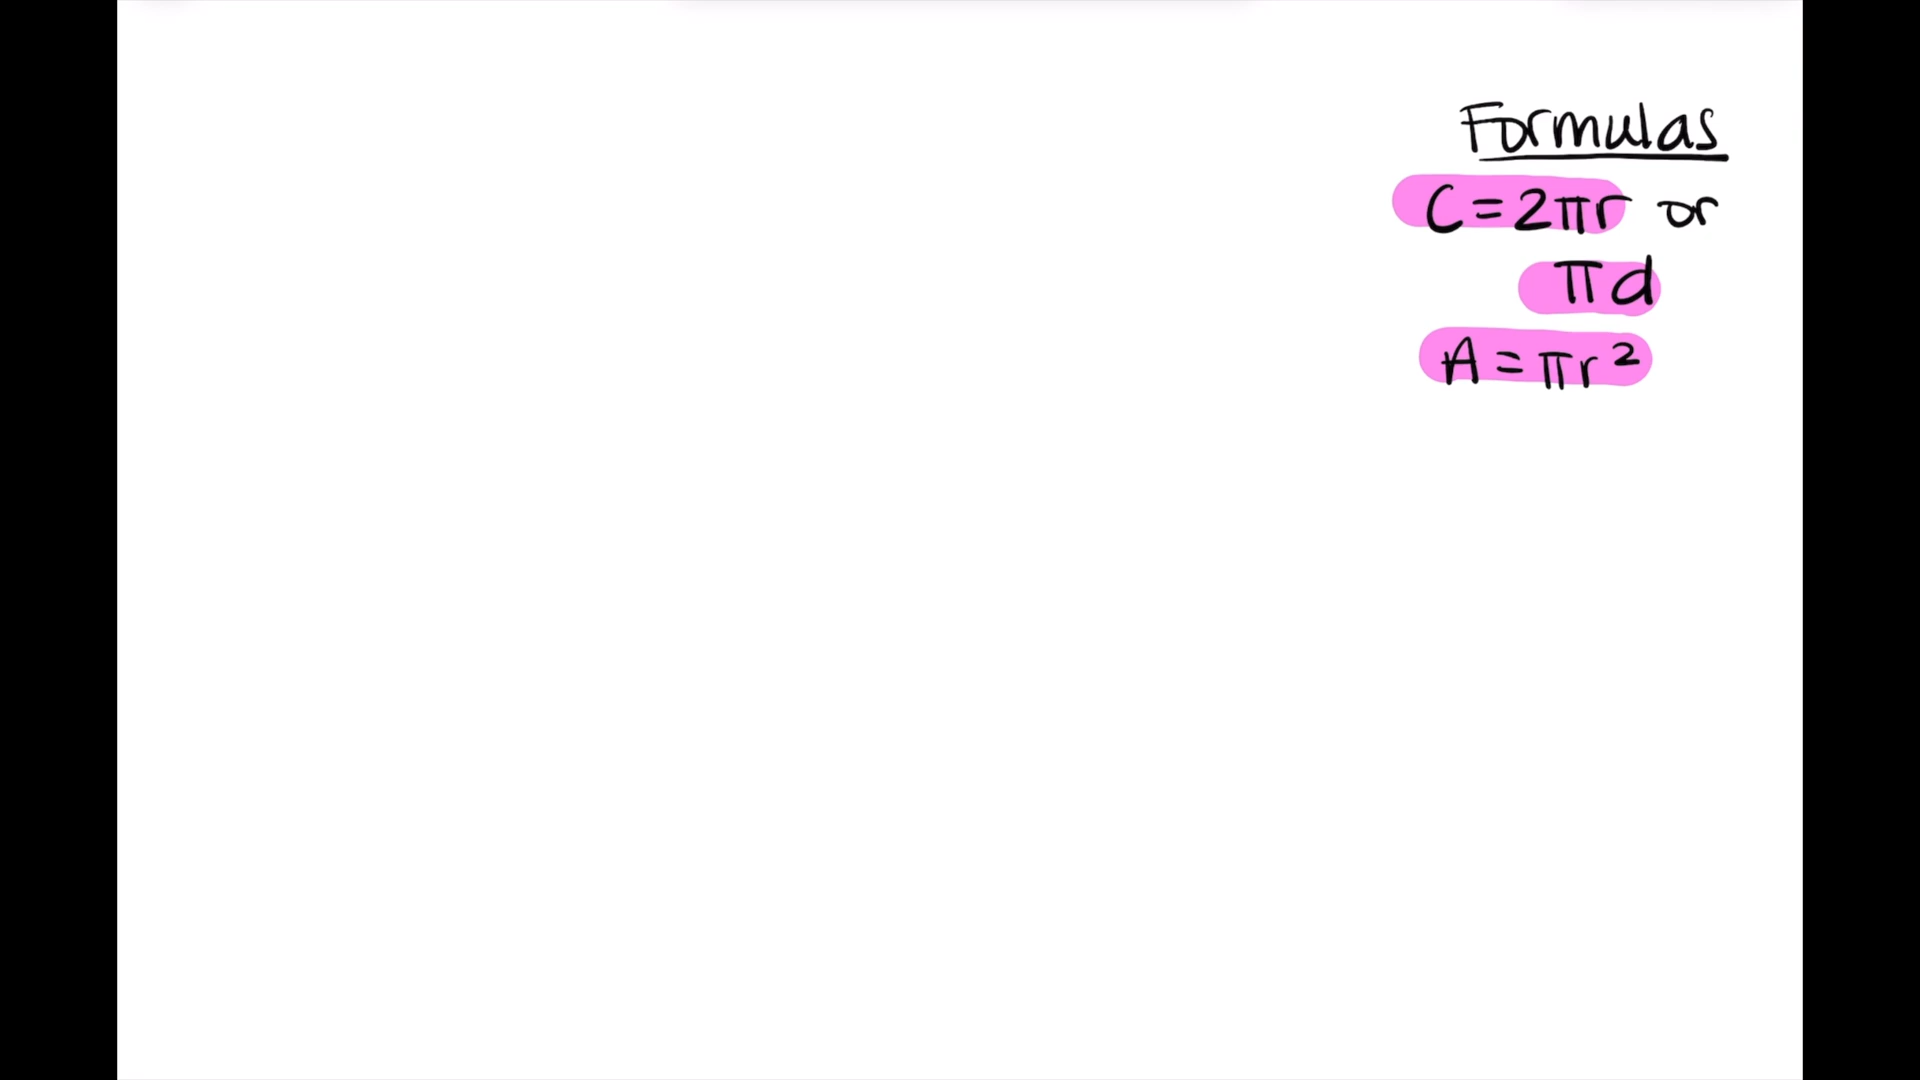 Formulas
C=2πr or
πd
A=πr²